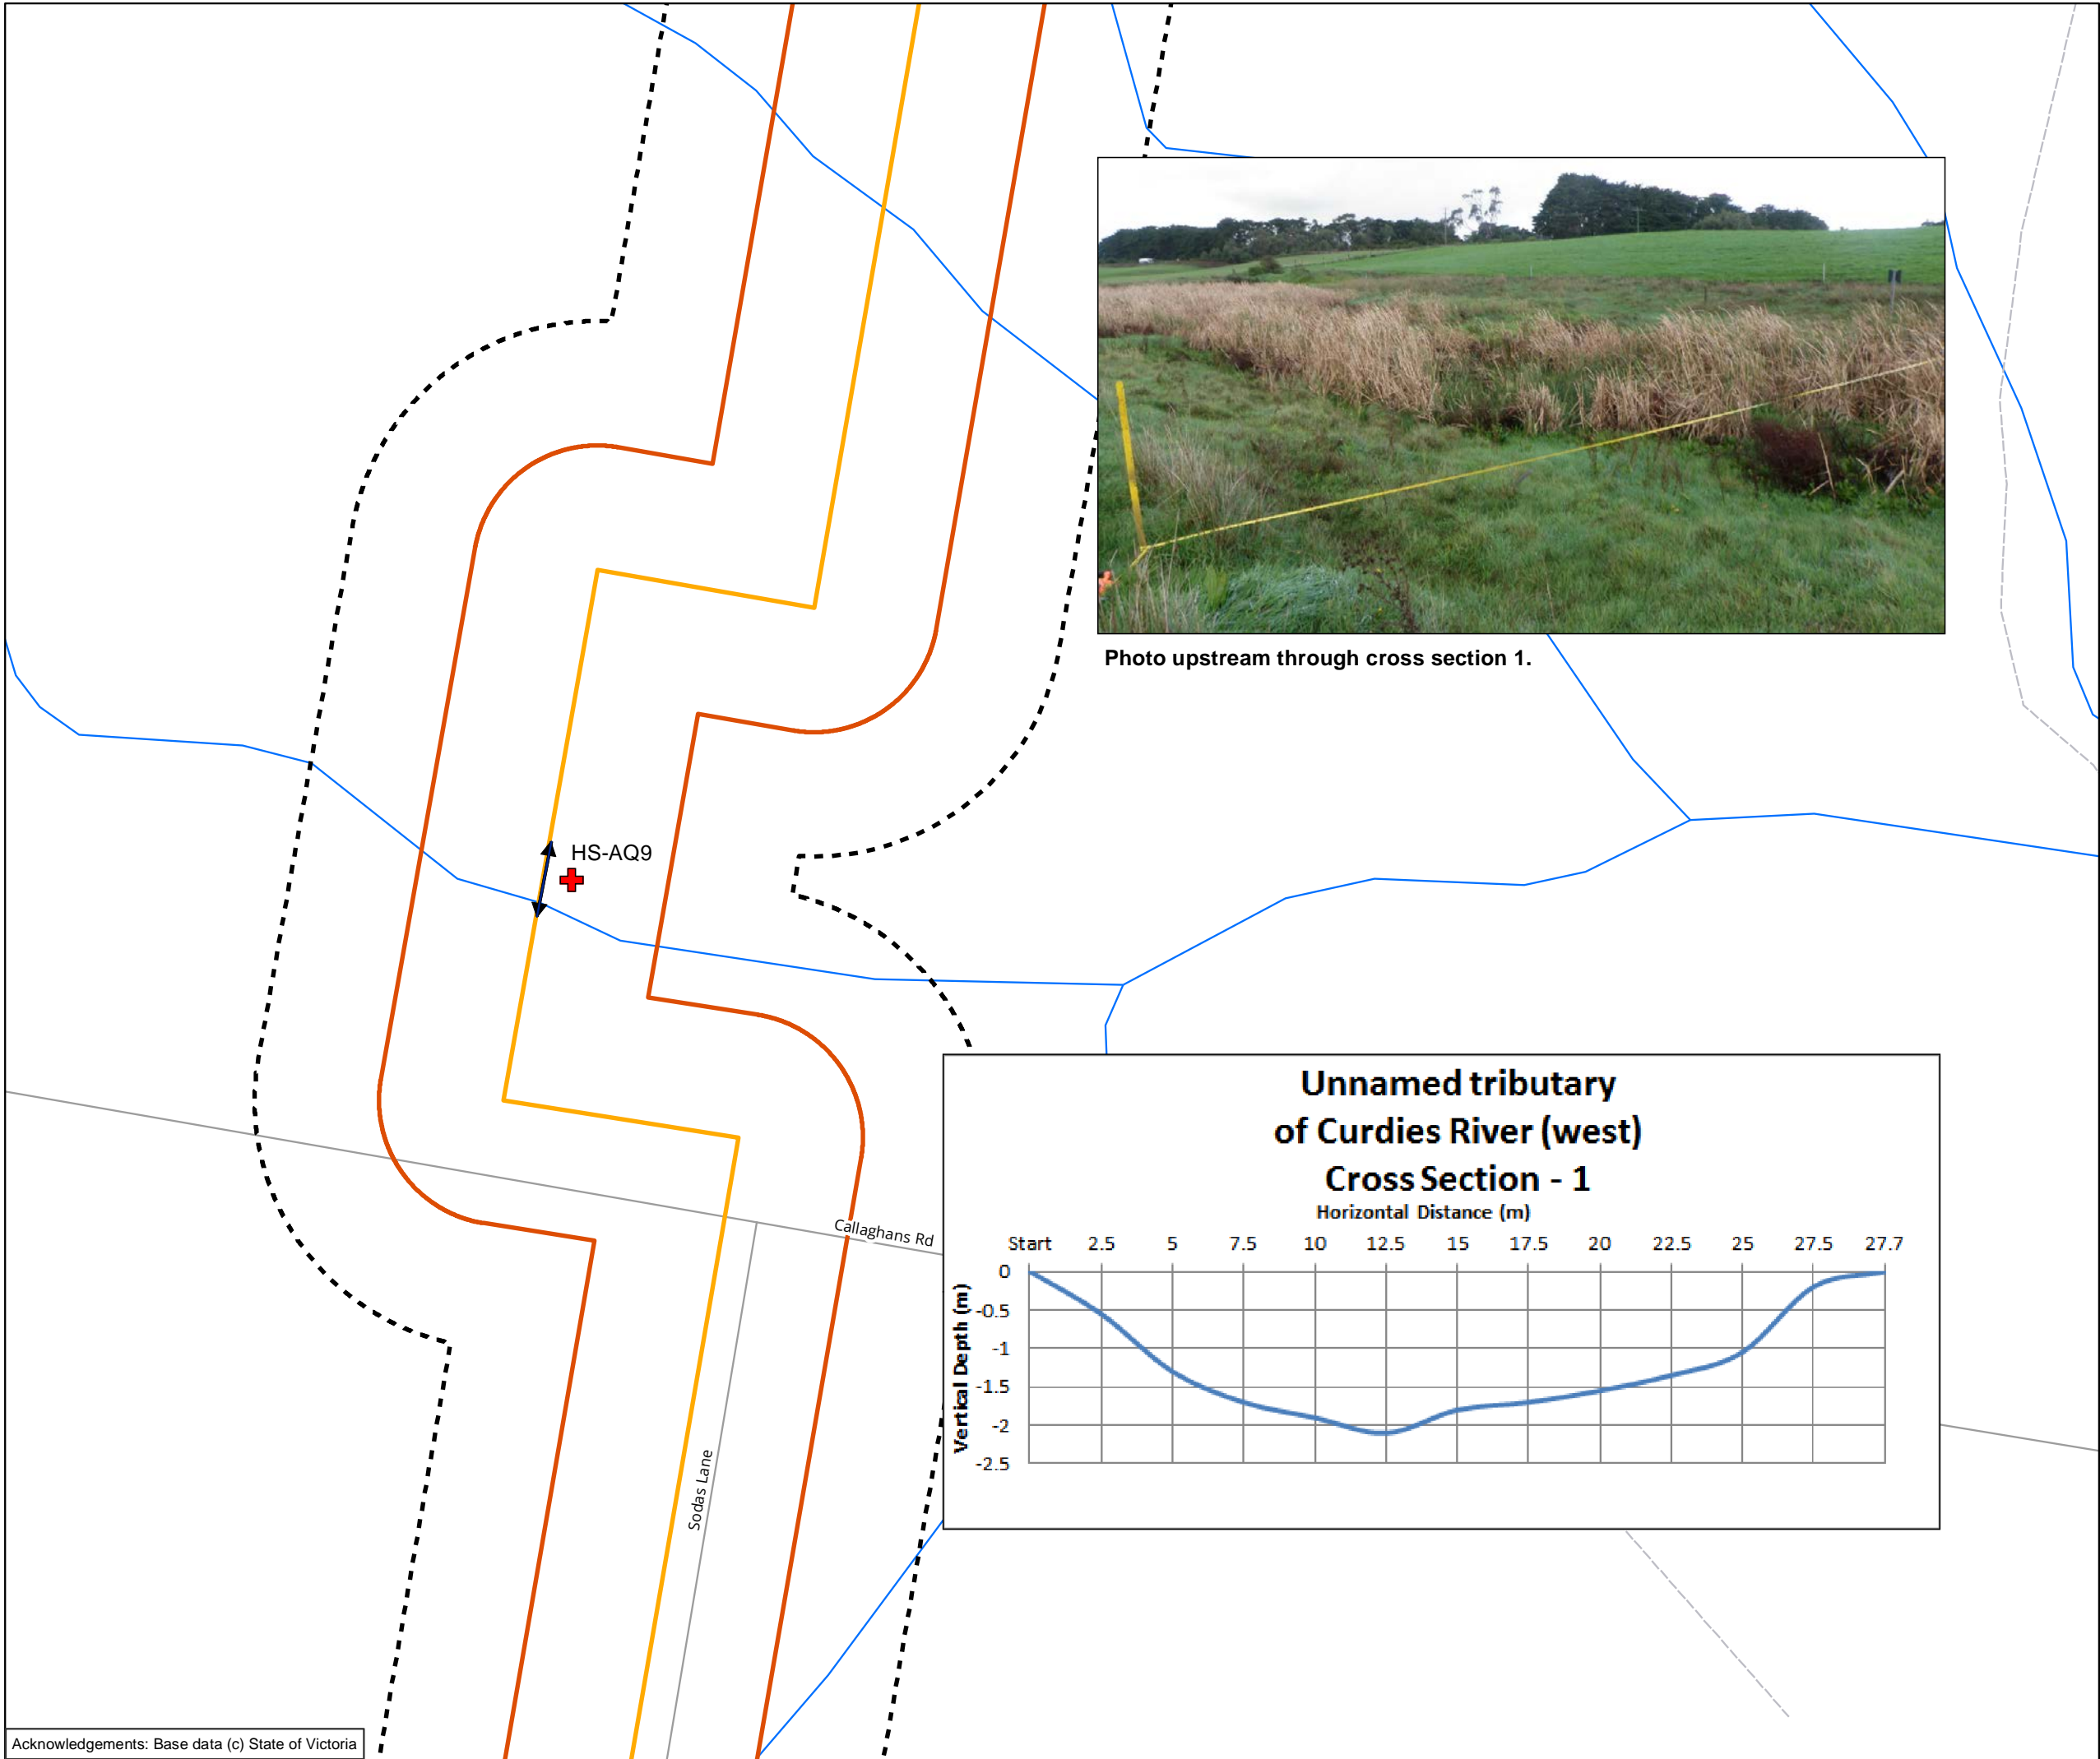 Photo upstream through cross section 1.
HS-AQ9
Unnamed tributary
of Curdies River (west)
Cross Section - 1
Horizontal Distance (m)
Start 2.5 5 7.5 10 12.5 15 17.5 20 22.5 25 27.5 27.7
Vertical Depth (m)
0
-0.5
-1
-1.5
-2
-2.5
Callaghans Rd
Sodas Lane
Acknowledgements: Base data (c) State of Victoria